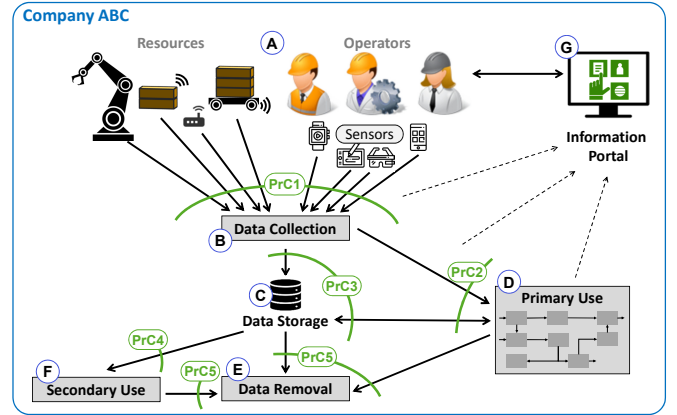 Company ABC
Resources
A
Operators
G
Sensors
Information
Portal
PrC1
Data Collection
B
PrC2
D
PrC3
C
Primary Use
Data Storage
PrC4
PrC5
F
PrC5
E
Secondary Use
Data Removal